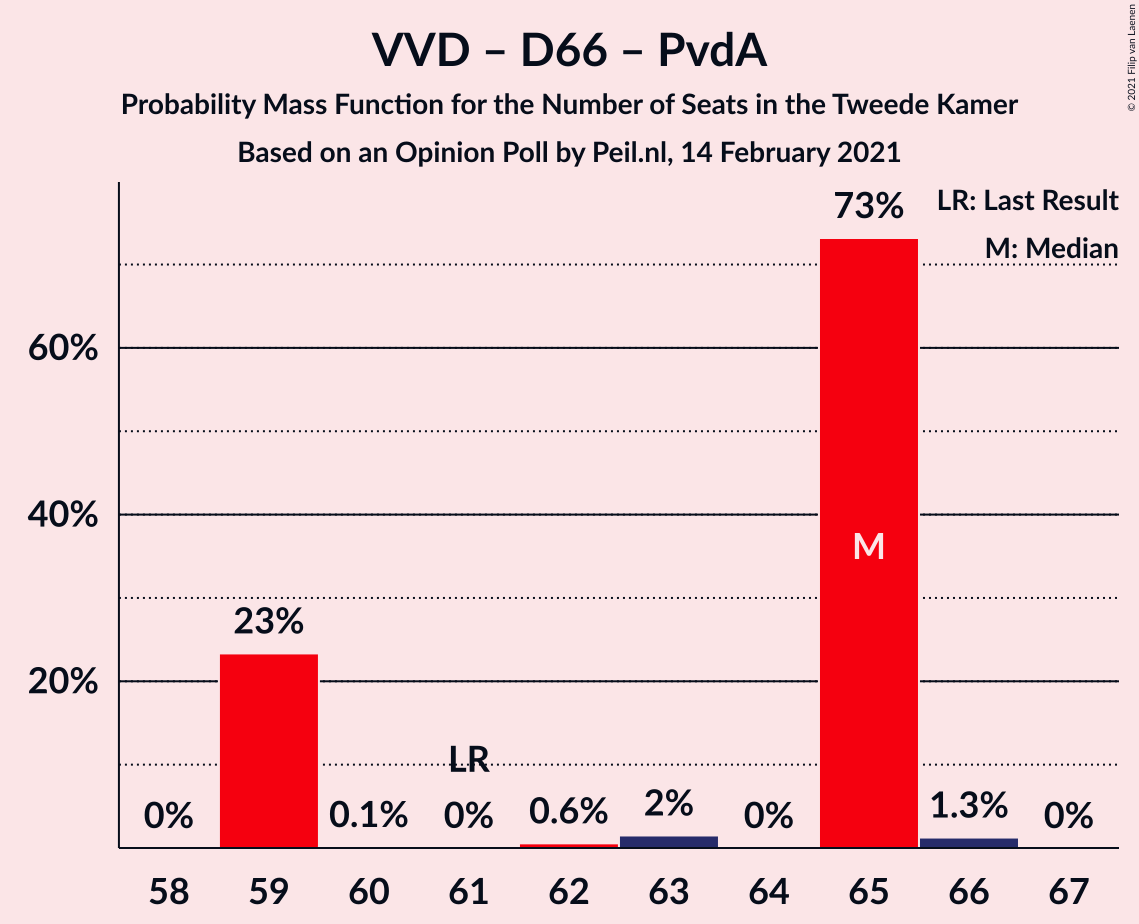 VVD – D66 – PvdA
Probability Mass Function for the Number of Seats in the Tweede Kamer
Based on an Opinion Poll by Peil.nl, 14 February 2021
© 2021 Filip van Laenen
LR: Last Result
M: Median
60%
40%
20%
0%
23%
0.1%
LR
0%
0.6%
2%
0%
73%
M
1.3%
0%
58 59 60 61 62 63 64 65 66 67